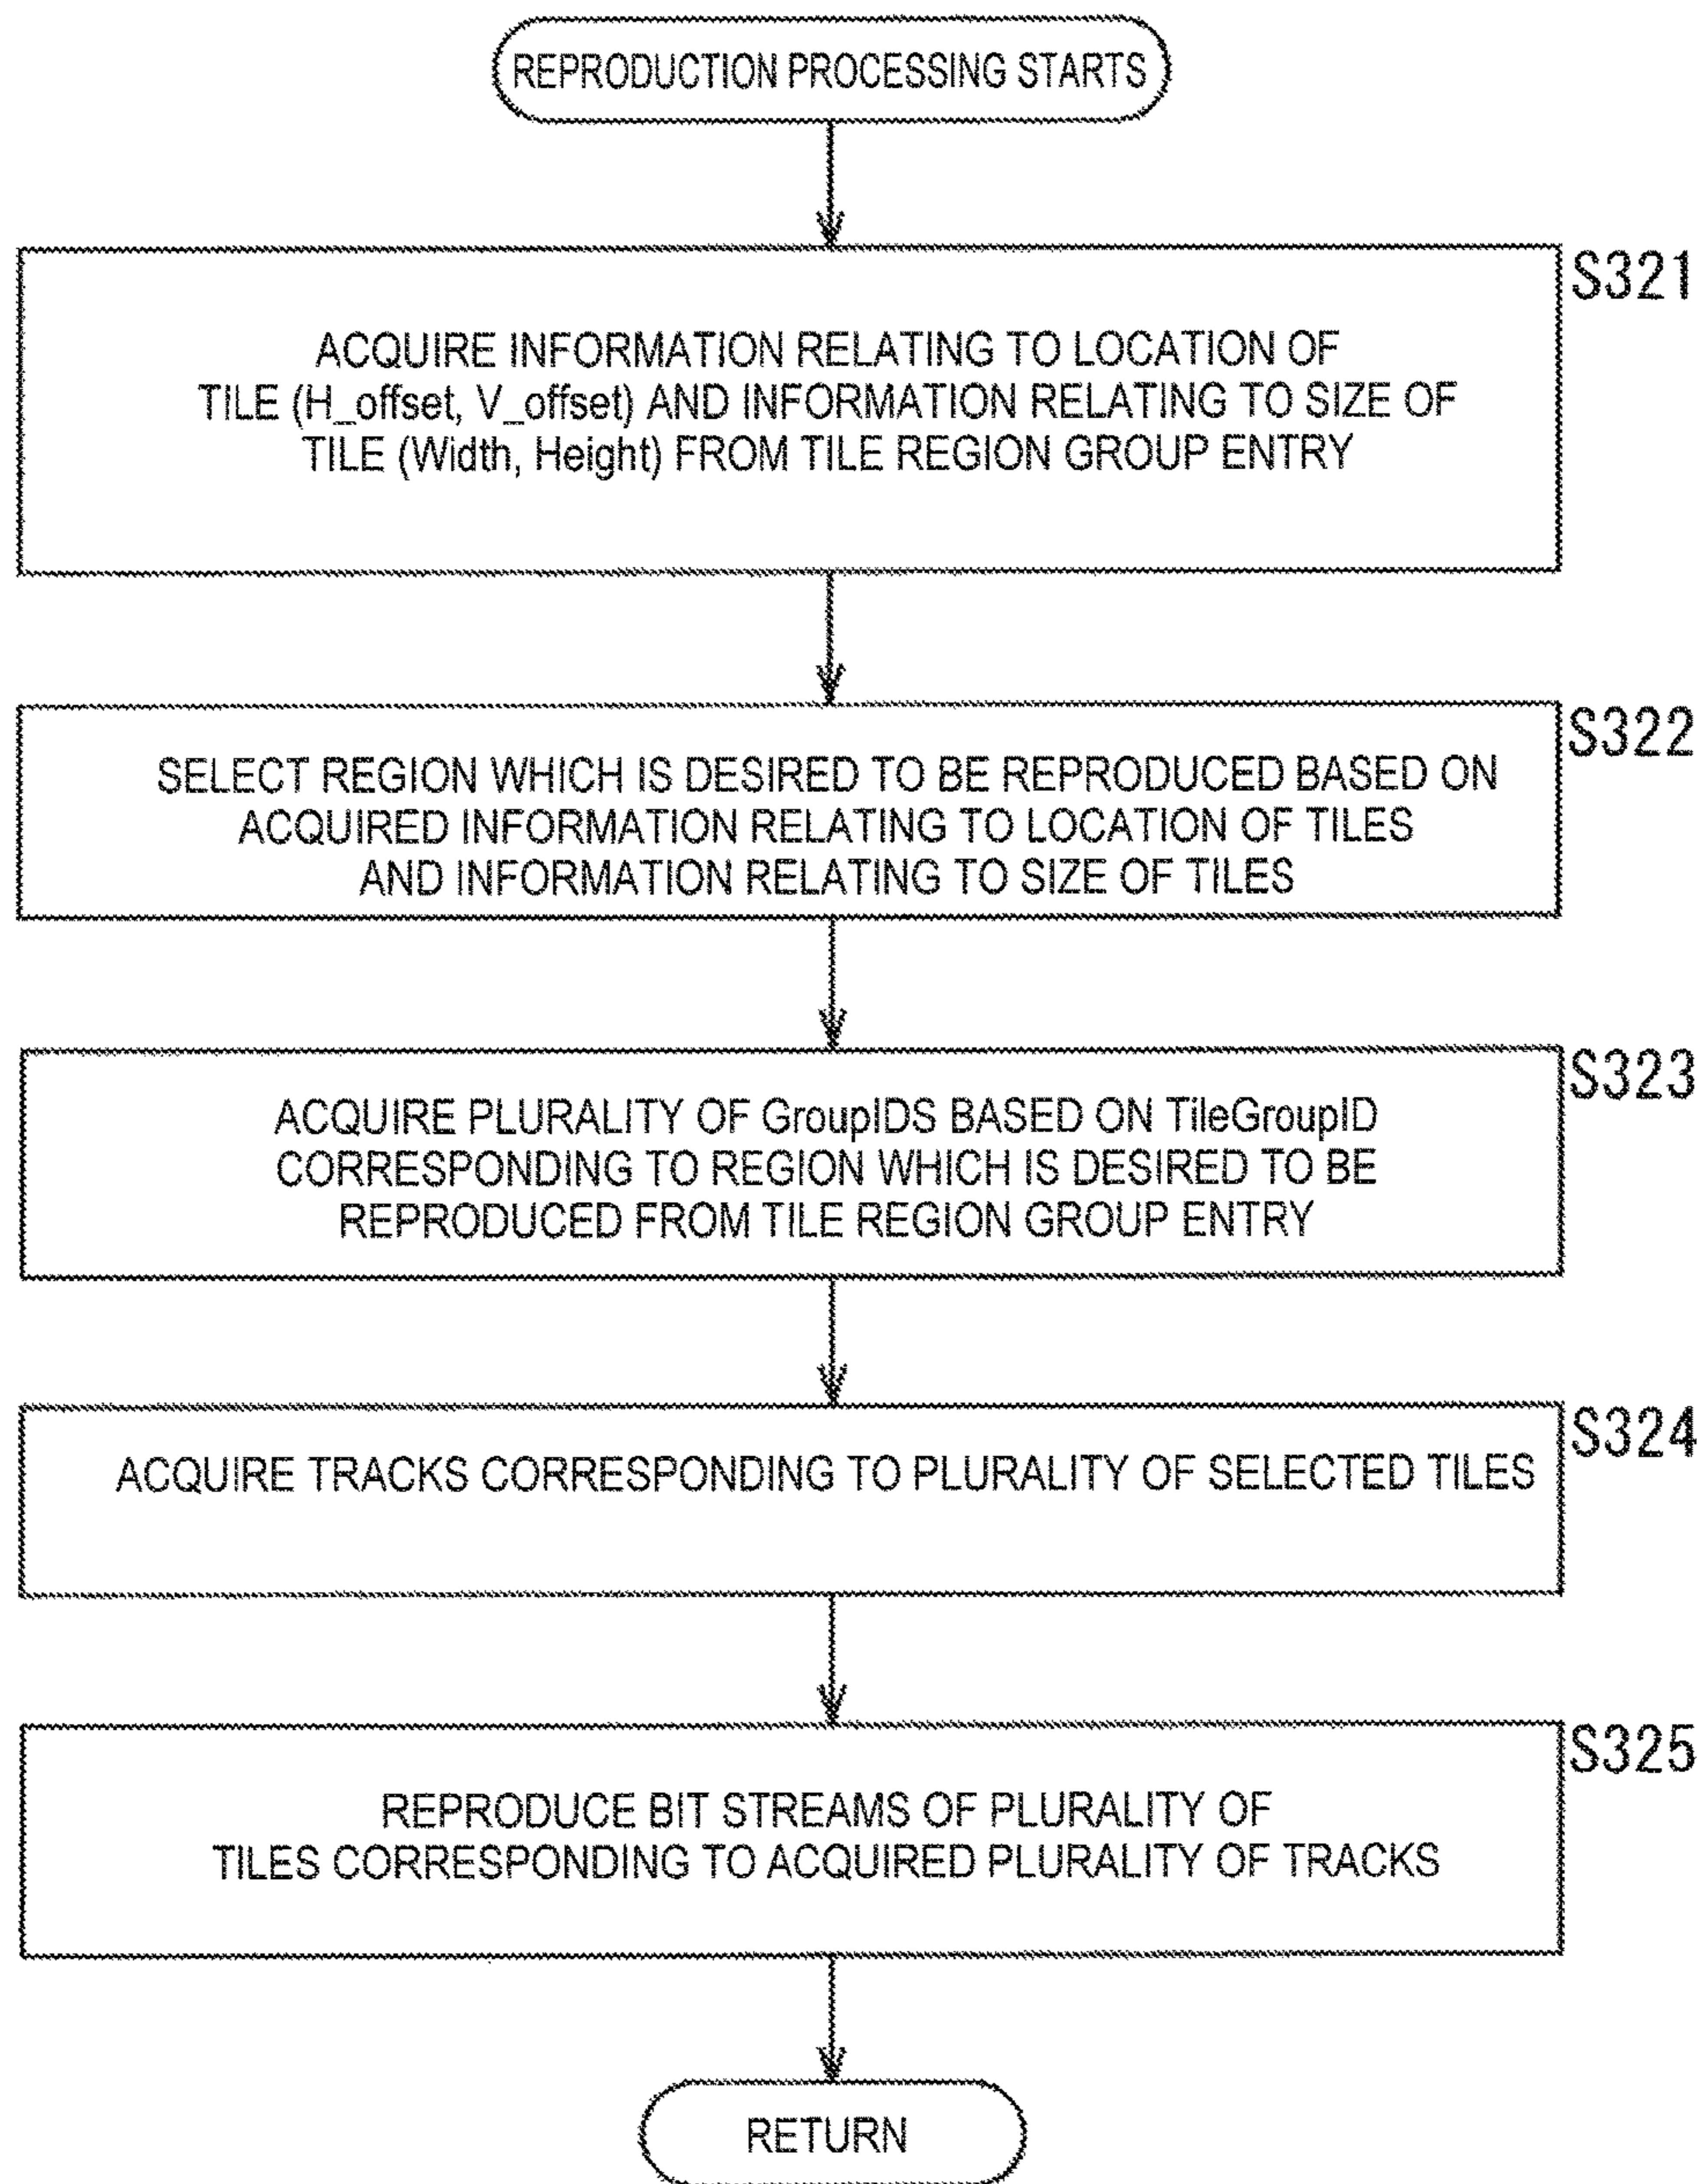 REPRODUCTION PROCESSING STARTS
S321
ACQUIRE INFORMATION RELATING TO LOCATION OF
TILE (H_offset, V_offset) AND INFORMATION RELATING TO SIZE OF
TILE (Width, Height) FROM TILE REGION GROUP ENTRY
S322
SELECT REGION WHICH IS DESIRED TO BE REPRODUCED BASED ON
ACQUIRED INFORMATION RELATING TO LOCATION OF TILES
AND INFORMATION RELATING TO SIZE OF TILES
S323
ACQUIRE PLURALITY OF GroupIDS BASED ON TileGroupID
CORRESPONDING TO REGION WHICH IS DESIRED TO BE
REPRODUCED FROM TILE REGION GROUP ENTRY
S324
ACQUIRE TRACKS CORRESPONDING TO PLURALITY OF SELECTED TILES
S325
REPRODUCE BIT STREAMS OF PLURALITY OF
TILES CORRESPONDING TO ACQUIRED PLURALITY OF TRACKS
RETURN